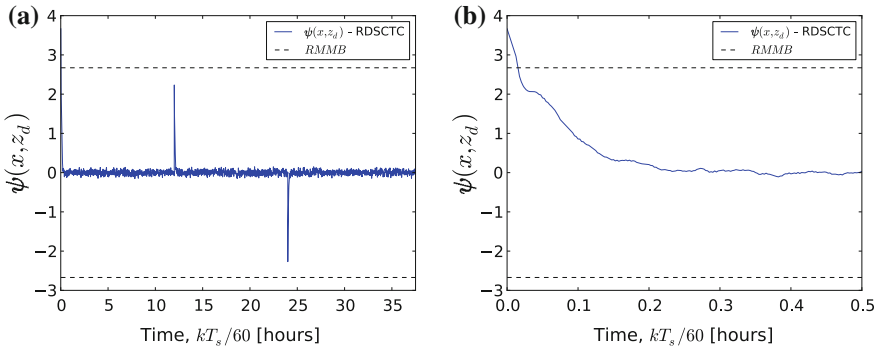 (a)
ψ(x,z_d) - RDSCTC
RMMB
4
3
2
1
0
−1
−2
−3
ψ(x,z_d)
0 5 10 15 20 25 30 35
Time, kT_s/60 [hours]
(b)
ψ(x,z_d) - RDSCTC
RMMB
4
3
2
1
0
−1
−2
−3
ψ(x,z_d)
0.0 0.1 0.2 0.3 0.4 0.5
Time, kT_s/60 [hours]